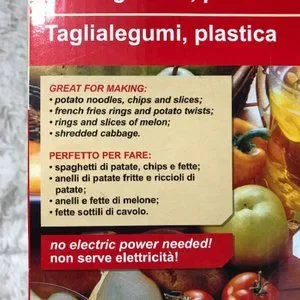 Taglialegumi, plastica
GREAT FOR MAKING:
• potato noodles, chips and slices;
• french fries rings and potato twists;
• rings and slices of melon;
• shredded cabbage.
PERFETTO PER FARE:
• spaghetti di patate, chips e fette;
• anelli di patate fritte e riccioli di
patate;
• anelli e fette di melone;
• fette sottili di cavolo.
no electric power needed!
non serve elettricità!